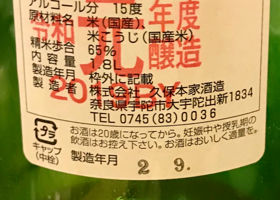 アルコール分 15度
原材料名 米(国産)、
米こうじ(国産米)
精米歩合 65%
内容量 1.8L
製造年月 枠外に記載
製造者 株式会社 久保本家酒造
奈良県宇陀市大宇陀出新1834
TEL 0745(83)0036
令和元年度醸造
2019BY
お酒は20歳になってから。妊娠中や授乳期の
飲酒はお控え下さい。お酒はおいしく適量を。
キャップ
(中栓)
製造年月 2 9.